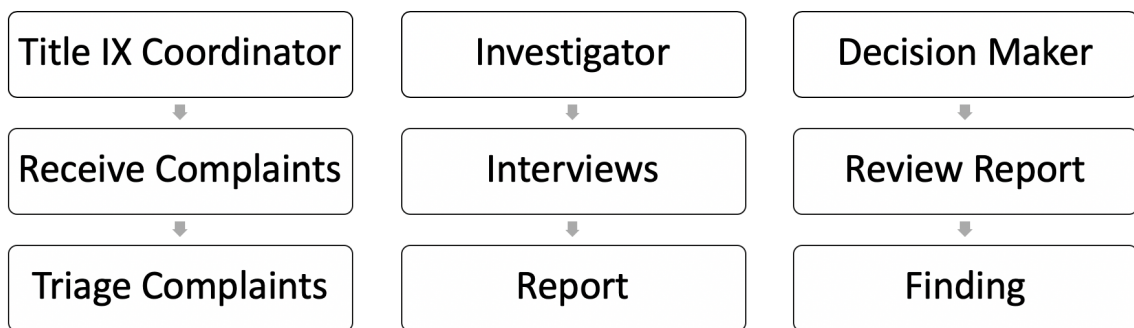 Title IX Coordinator
Receive Complaints
Triage Complaints
Investigator
Interviews
Report
Decision Maker
Review Report
Finding